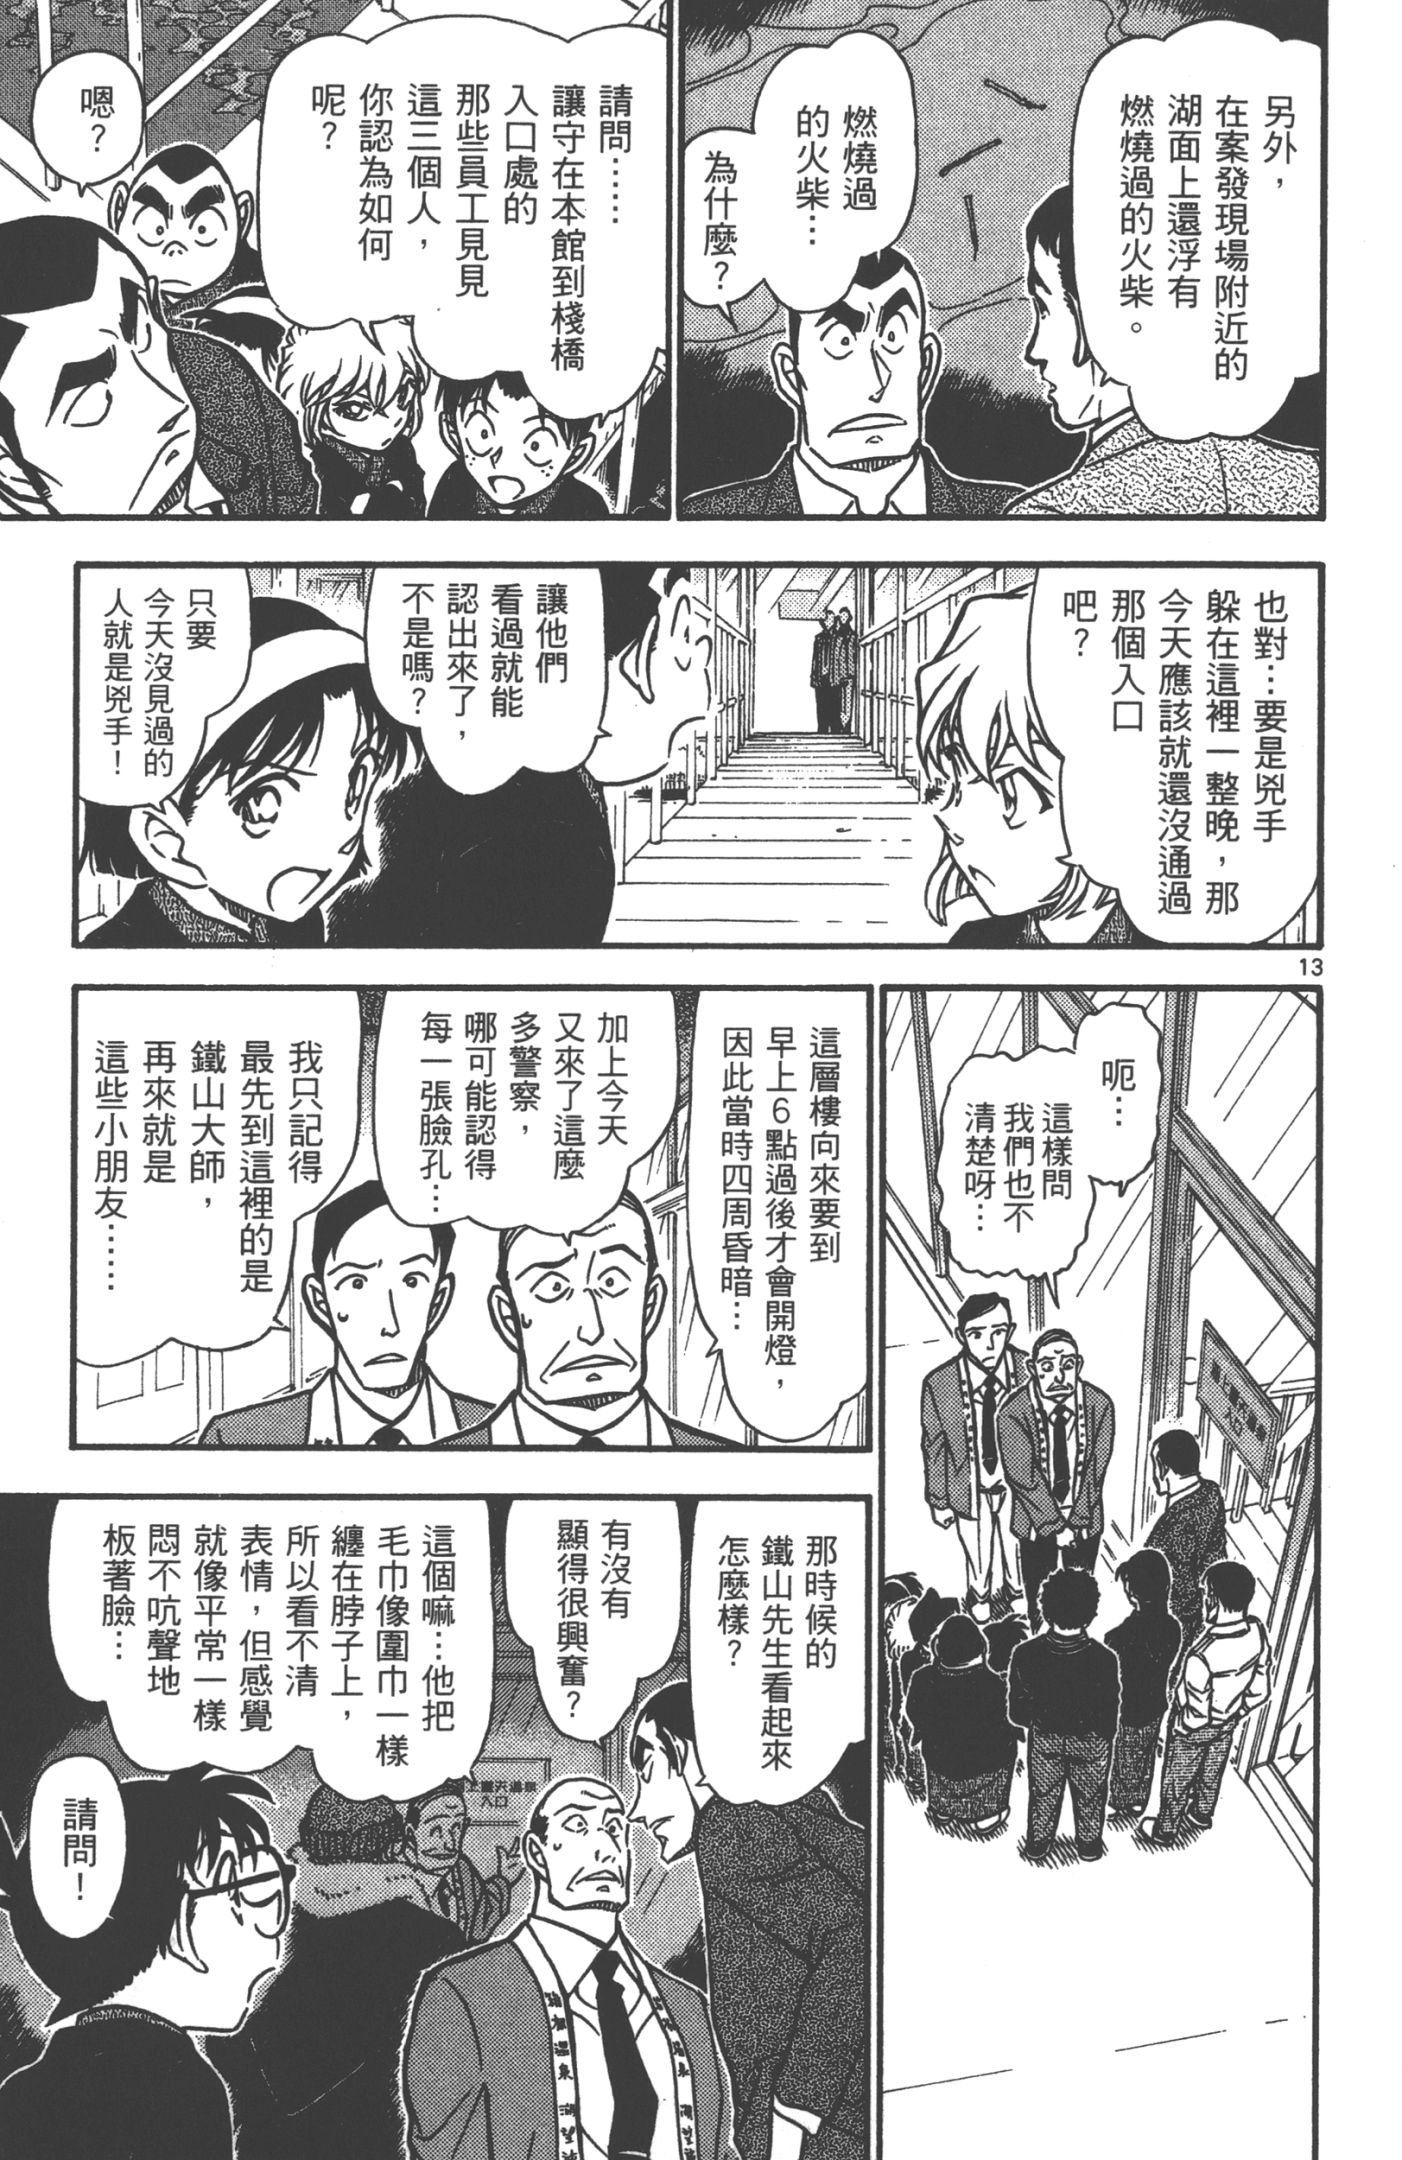 另外，
在案發現場附近的
湖面上還浮有
燃燒過的火柴。
燃燒過
的火柴…
為什麼？
請問……
讓守在本館到棧橋
入口處的
那些員工見見
這三個人，
你認為如何
呢？
嗯？
也對…要是兇手
躲在這裡一整晚，那
今天應該就還沒通過
那個入口
吧？
讓他們
看過就能
認出來了，
不是嗎？
只要
今天沒見過的
人就是兇手！
13
呃…
這樣問
我們也不
清楚呀…
入口
這層樓向來要到
早上6點過後才會開燈，
因此當時四周昏暗…
加上今天
又來了這麼
多警察，
哪可能認得
每一張臉孔…
我只記得
最先到這裡的是
鐵山大師，
再來就是
這些小朋友……
那時候的
鐵山先生看起來
怎麼樣？
有沒有
顯得很興奮？
這個嘛…他把
毛巾像圍巾一樣
纏在脖子上，
所以看不清
表情，但感覺
就像平常一樣
悶不吭聲地
板著臉…
入口
請問！